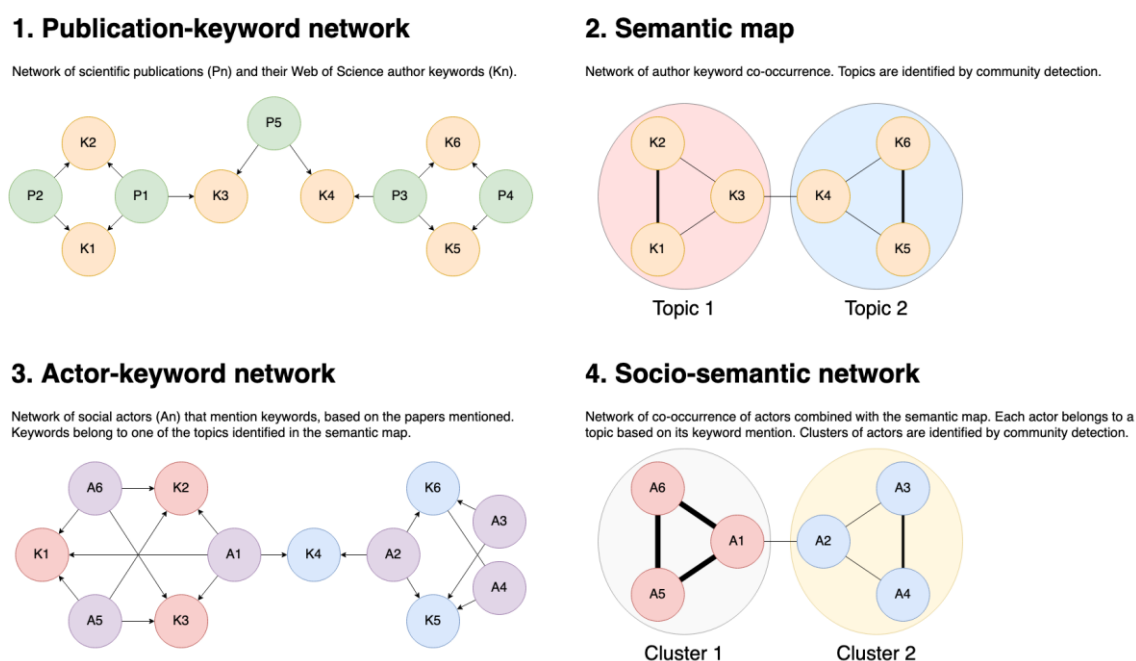 1. Publication-keyword network
Network of scientific publications (Pn) and their Web of Science author keywords (Kn).
P5
K2
K6
P2
P1
K3
K4
P3
P4
K1
K5
2. Semantic map
Network of author keyword co-occurrence. Topics are identified by community detection.
K2
K6
K3
K4
K1
K5
Topic 1
Topic 2
3. Actor-keyword network
Network of social actors (An) that mention keywords, based on the papers mentioned.
Keywords belong to one of the topics identified in the semantic map.
A6
K2
K6
A3
K1
A1
K4
A2
A4
A5
K3
K5
4. Socio-semantic network
Network of co-occurrence of actors combined with the semantic map. Each actor belongs to a
topic based on its keyword mention. Clusters of actors are identified by community detection.
A6
A3
A1
A2
A5
A4
Cluster 1
Cluster 2